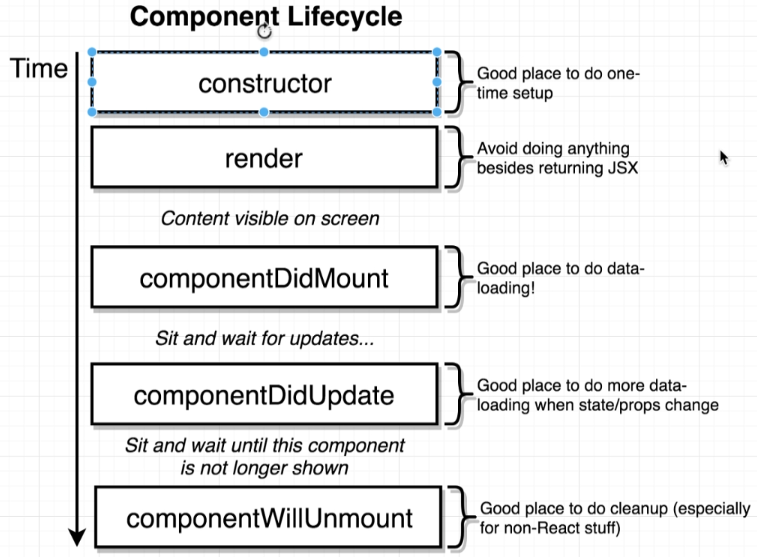 Component Lifecycle
Time
constructor
Good place to do one-
time setup
render
Avoid doing anything
besides returning JSX
Content visible on screen
componentDidMount
Good place to do data-
loading!
Sit and wait for updates...
componentDidUpdate
Good place to do more data-
loading when state/props change
Sit and wait until this component
is not longer shown
componentWillUnmount
Good place to do cleanup (especially
for non-React stuff)